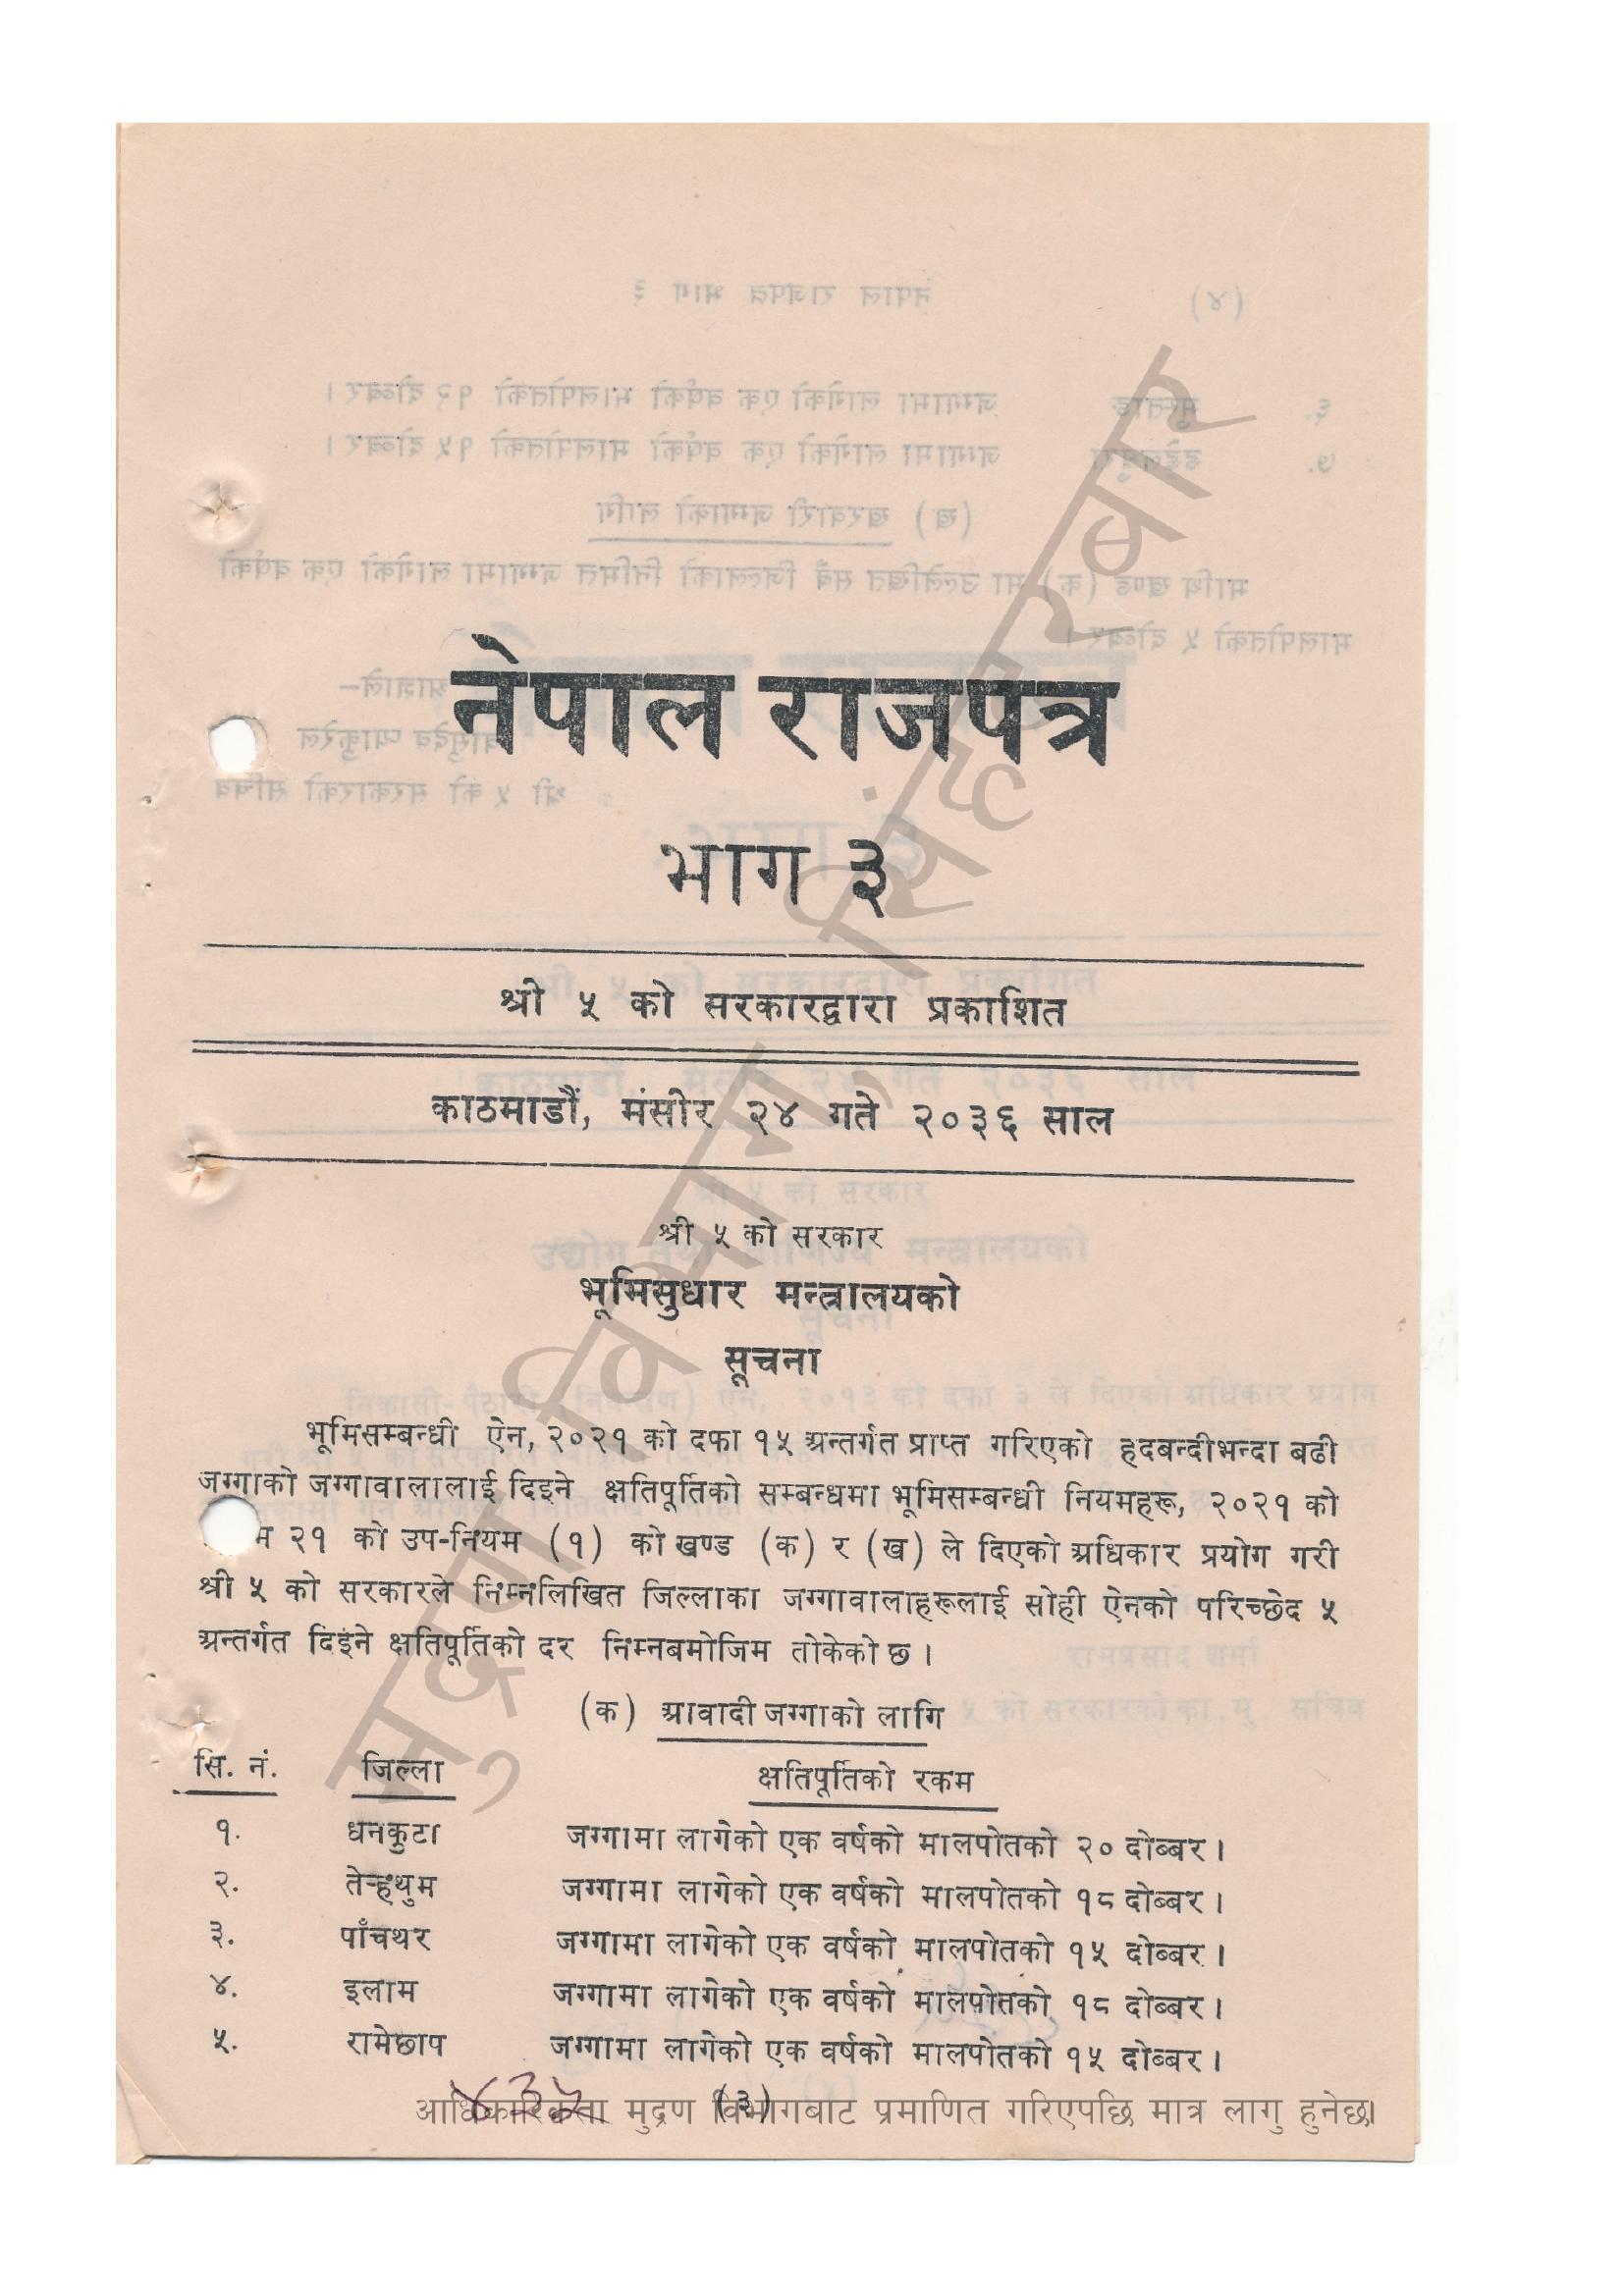 नेपाल राजपत्र
भाग ३
श्री ५ को सरकारद्वारा प्रकाशित
काठमाडौं, मंसीर २४ गते २०३६ साल
श्री ५ को सरकार
भूमिसुधार मन्त्रालयको
सूचना
भूमिसम्बन्धी ऐन, २०२१ को दफा १५ अन्तर्गत प्राप्त गरिएको हदबन्दीभन्दा बढी
जग्गाको जग्गावालालाई दिइने क्षतिपूर्तिको सम्बन्धमा भूमिसम्बन्धी नियमहरू, २०२१ को
म २१ को उप-नियम (१) को खण्ड (क) र (ख) ले दिएको अधिकार प्रयोग गरी
श्री ५ को सरकारले निम्नलिखित जिल्लाका जग्गावालाहरूलाई सोही ऐनको परिच्छेद ५
अन्तर्गत दिइने क्षतिपूर्तिको दर निम्नबमोजिम तोकेको छ ।
(क) आवादी जग्गाको लागि
सि. नं. जिल्ला क्षतिपूर्तिको रकम
१. धनकुटा जग्गामा लागेको एक वर्षको मालपोतको २० दोब्बर ।
२. तेऱ्हथुम जग्गामा लागेको एक वर्षको मालपोतको १८ दोब्बर ।
३. पाँचथर जग्गामा लागेको एक वर्षको मालपोतको १५ दोब्बर ।
४. इलाम जग्गामा लागेको एक वर्षको मालपोतको १८ दोब्बर ।
५. रामेछाप जग्गामा लागेको एक वर्षको मालपोतको १५ दोब्बर ।
४३५
(३)
आधिकारिकता मुद्रण विभागबाट प्रमाणित गरिएपछि मात्र लागु हुनेछ।
मुद्रण विभाग, सिंहदरबार